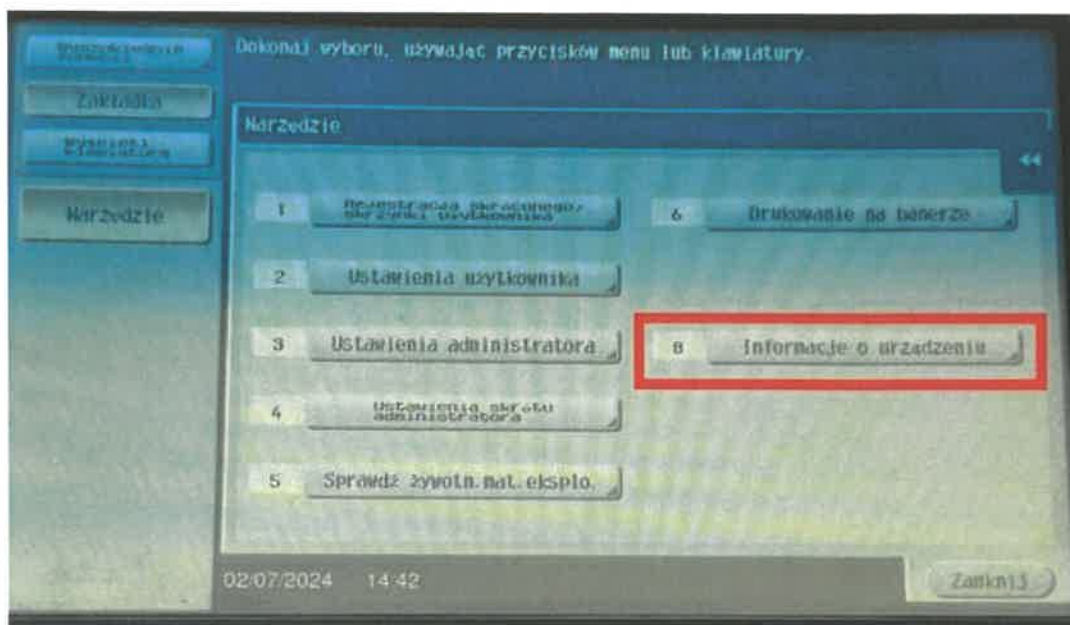 Dokonaj wyboru, używając przycisków menu lub klawiatury.
Zakładka
Narzędzie
Narzędzie
1
skrzynki użytkownika
6 Drukowanie na banerze
2 Ustawienia użytkownika
3 Ustawienia administratora
8 Informacje o urządzeniu
4 Ustawienia skrótu
administratora
5 Sprawdź żywotn.mat.eksplo.
02/07/2024 14:42
Zamknij